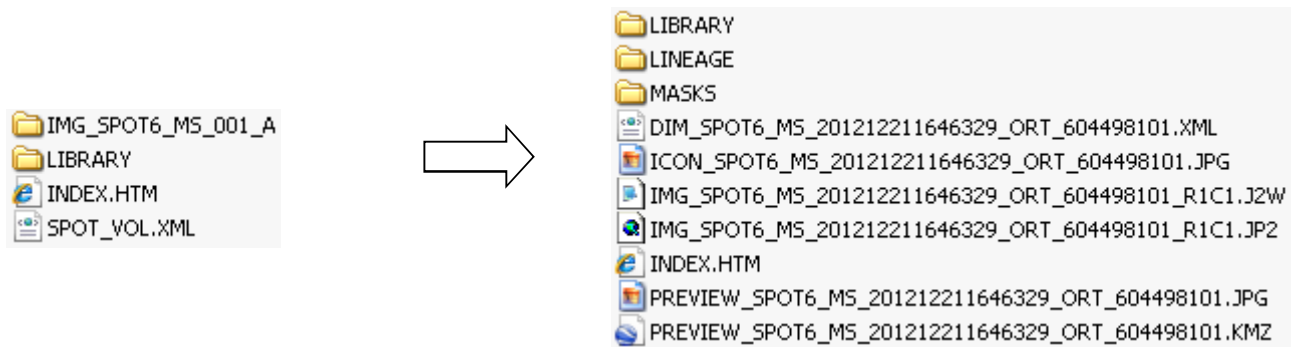 IMG_SPOT6_MS_001_A
LIBRARY
INDEX.HTM
SPOT_VOL.XML
LIBRARY
LINEAGE
MASKS
DIM_SPOT6_MS_201212211646329_ORT_604498101.XML
ICON_SPOT6_MS_201212211646329_ORT_604498101.JPG
IMG_SPOT6_MS_201212211646329_ORT_604498101_R1C1.J2W
IMG_SPOT6_MS_201212211646329_ORT_604498101_R1C1.JP2
INDEX.HTM
PREVIEW_SPOT6_MS_201212211646329_ORT_604498101.JPG
PREVIEW_SPOT6_MS_201212211646329_ORT_604498101.KMZ